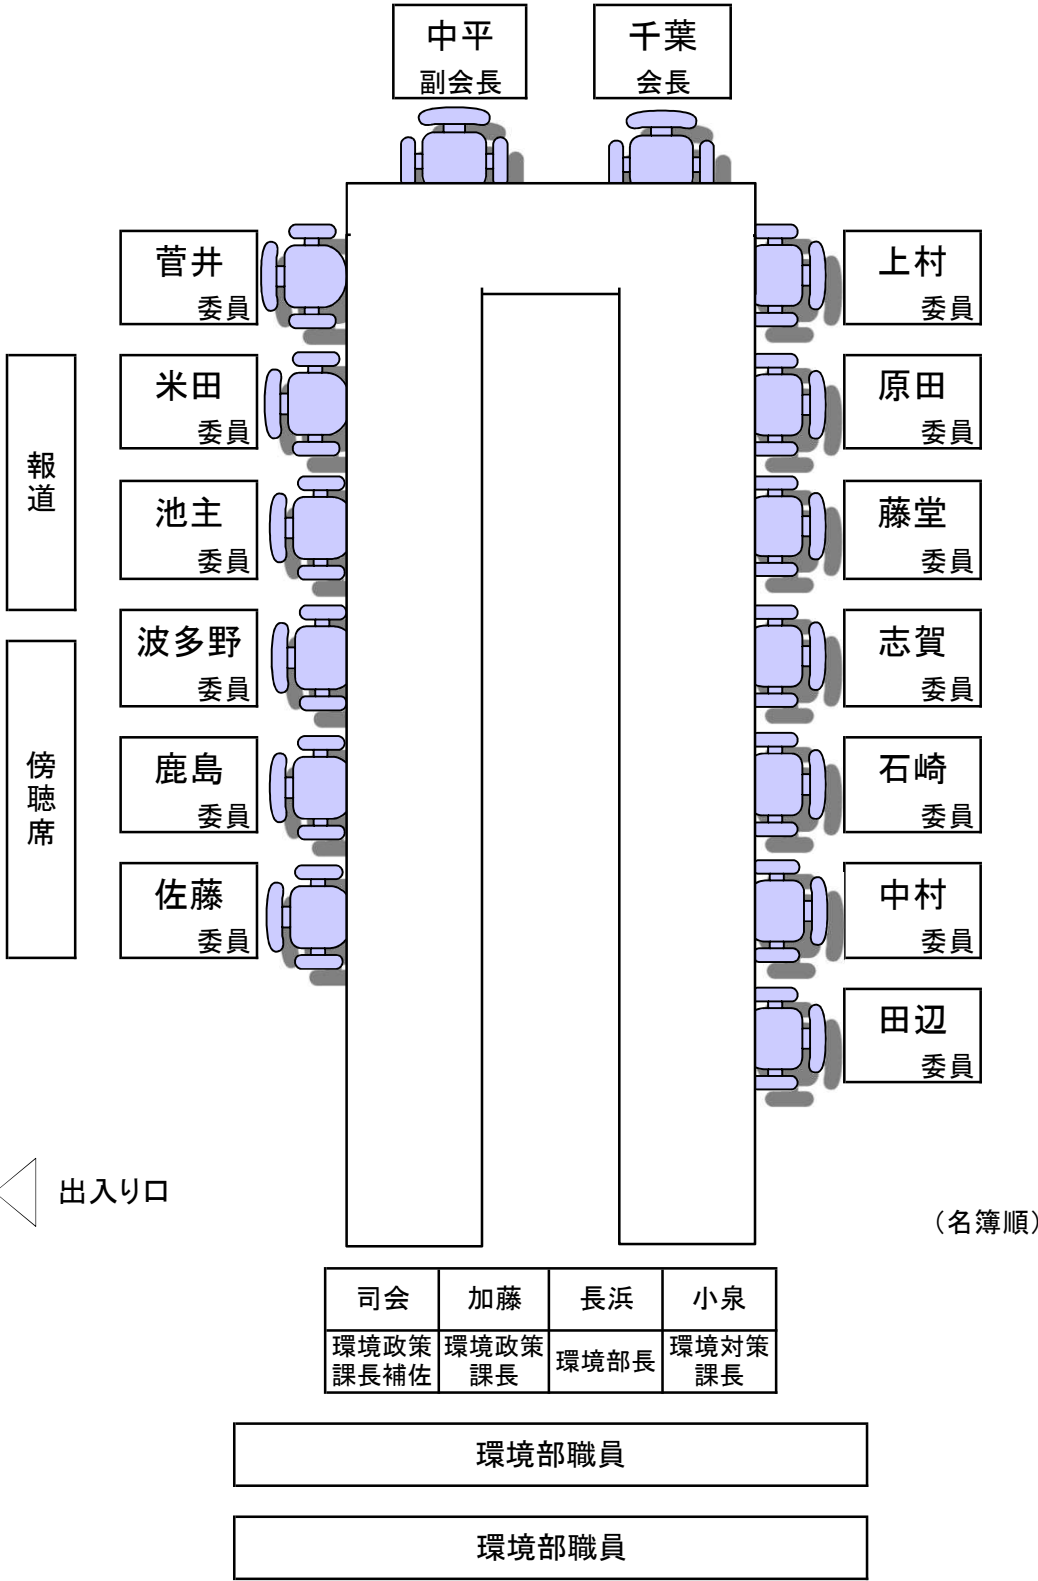 中平
副会長
千葉
会長
菅井
委員
上村
委員
米田
委員
原田
委員
報道
池主
委員
藤堂
委員
波多野
委員
志賀
委員
傍聴席
鹿島
委員
石崎
委員
佐藤
委員
中村
委員
田辺
委員
出入り口
（名簿順）
司会
加藤
長浜
小泉
環境政策
課長補佐
環境政策
課長
環境部長
環境対策
課長
環境部職員
環境部職員